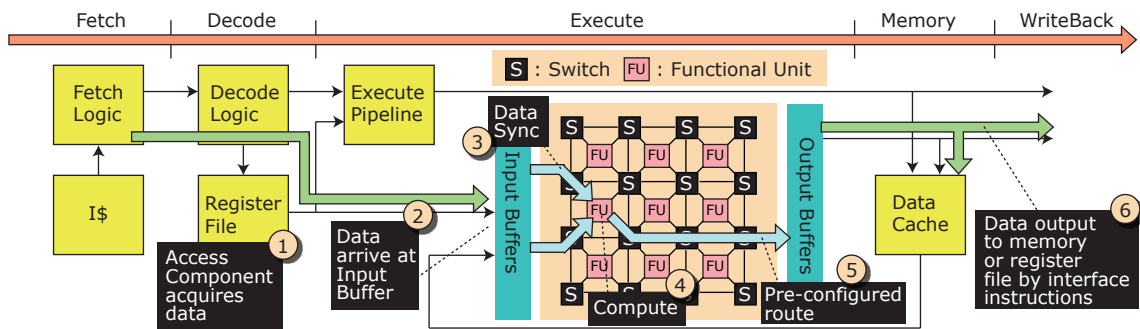 Fetch
Decode
Execute
Memory
WriteBack
S : Switch FU : Functional Unit
Fetch
Logic
Decode
Logic
Execute
Pipeline
I$
Register
File
1
Access
Component
acquires
data
2
Data
arrive at
Input
Buffer
3
Data
Sync
Input Buffers
S S S S
FU FU FU
S S S S
FU FU FU
S S S S
FU FU FU
S S S S
4
Compute
Output Buffers
5
Pre-configured
route
Data
Cache
6
Data output
to memory
or register
file by interface
instructions